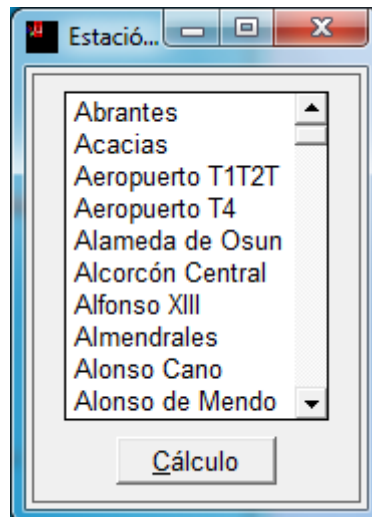 Estació...
Abrantes
Acacias
Aeropuerto T1T2T
Aeropuerto T4
Alameda de Osun
Alcorcón Central
Alfonso XIII
Almendrales
Alonso Cano
Alonso de Mendo
Cálculo